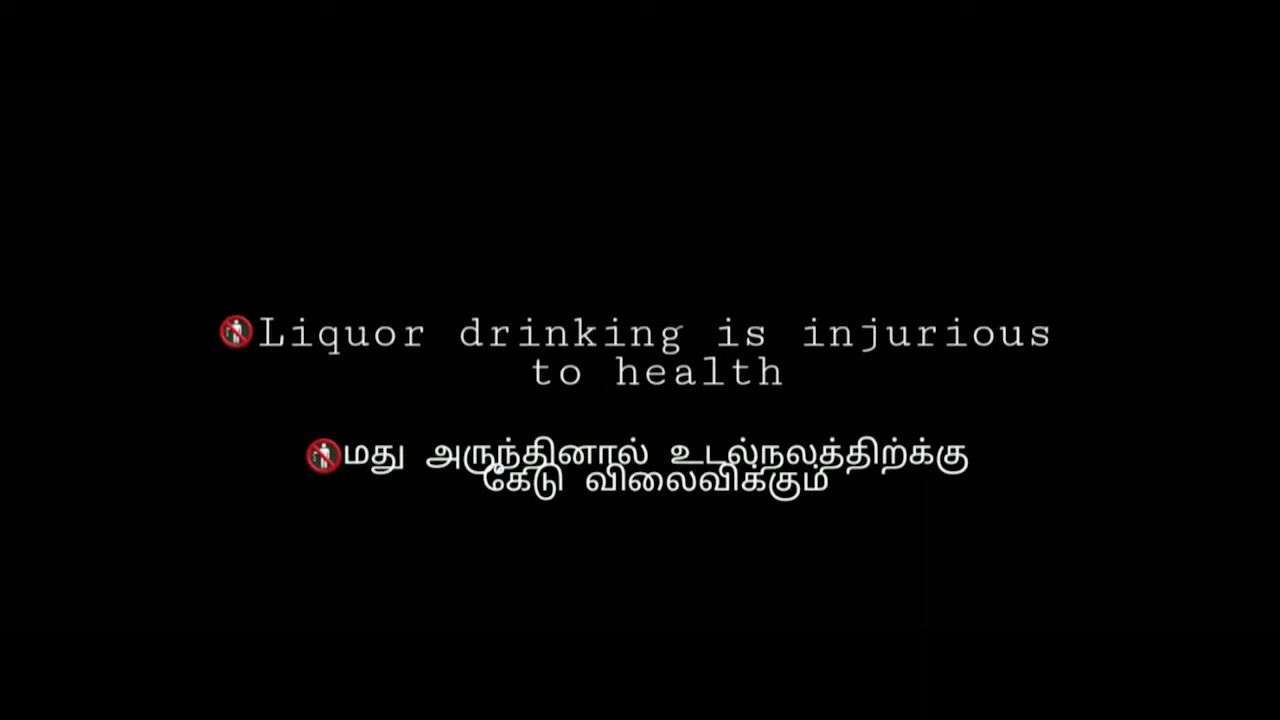 🚯Liquor drinking is injurious
to health
🚯மது அருந்தினால் உடல்நலத்திற்க்கு
கேடு விலைவிக்கும்